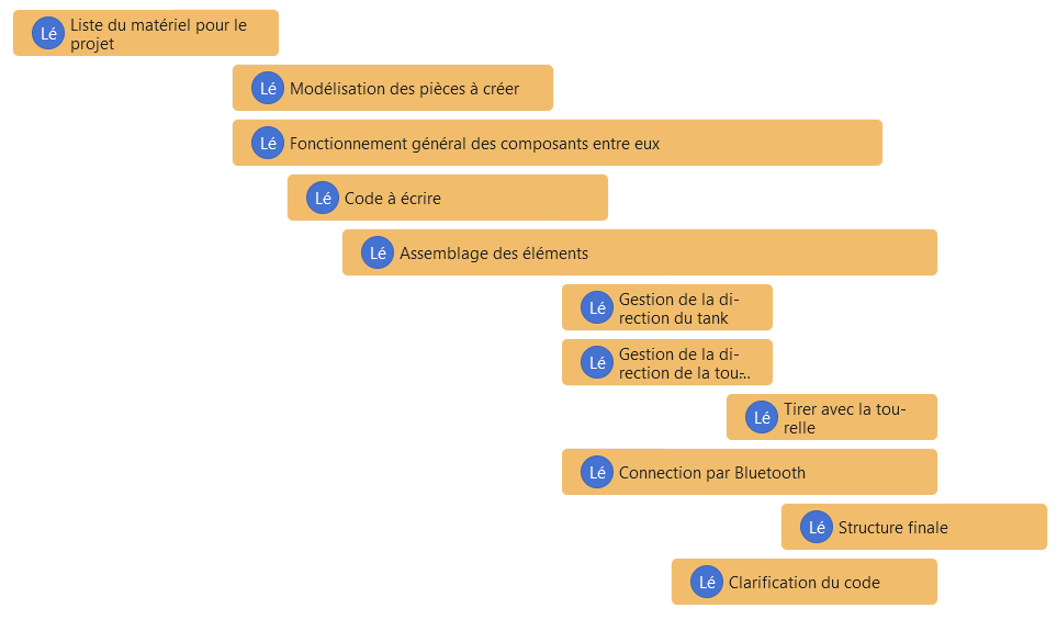 Lé Liste du matériel pour le
projet
Lé Modélisation des pièces à créer
Lé Fonctionnement général des composants entre eux
Lé Code à écrire
Lé Assemblage des éléments
Lé Gestion de la di-
rection du tank
Lé Gestion de la di-
rection de la tou-...
Lé Tirer avec la tou-
relle
Lé Connection par Bluetooth
Lé Structure finale
Lé Clarification du code